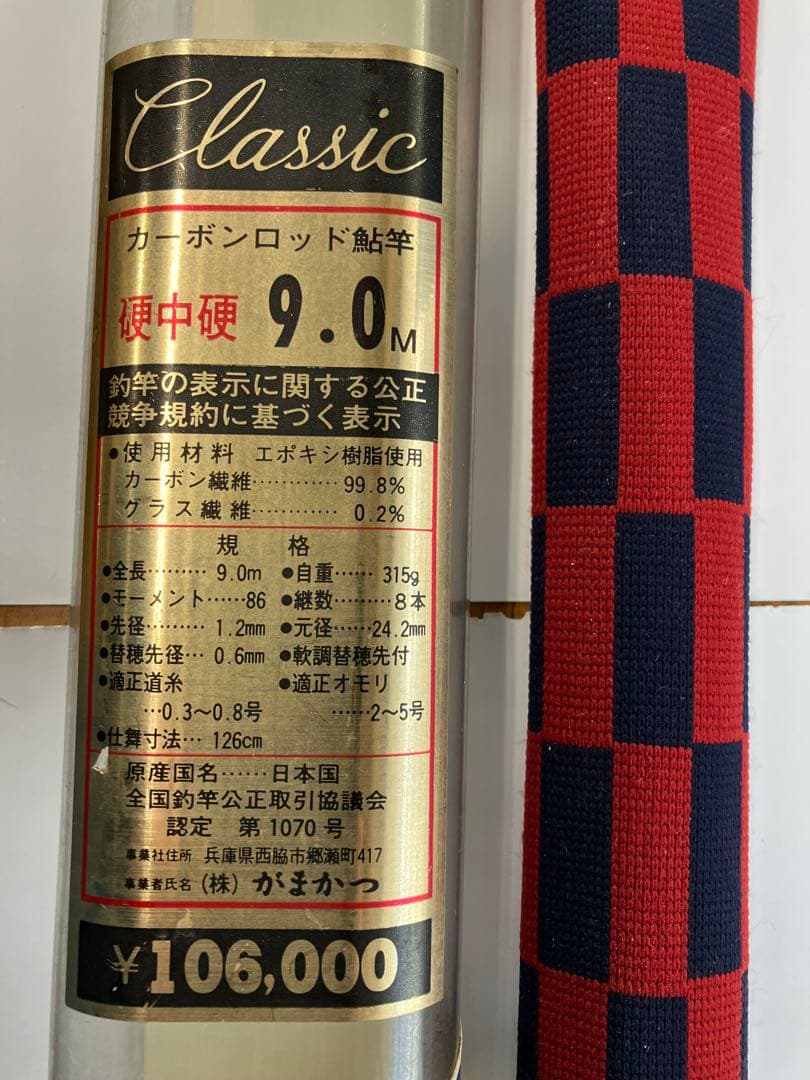 Classic
カーボンロッド鮎竿
硬中硬 9.0M
釣竿の表示に関する公正
競争規約に基づく表示
●使用材料 エポキシ樹脂使用
カーボン繊維…………99.8%
グラス繊維…………0.2%
規 格
●全長………9.0m ●自重……315g
●モーメント……86 ●継数………8本
●先径………1.2mm ●元径……24.2mm
●替穂先径…0.6mm ●軟調替穂先付
●適正道糸 ●適正オモリ
…0.3〜0.8号 ……2〜5号
●仕舞寸法…126cm
原産国名……日本国
全国釣竿公正取引協議会
認定 第1070号
事業社住所 兵庫県西脇市郷瀬町417
事業者氏名 (株)がまかつ
¥106,000